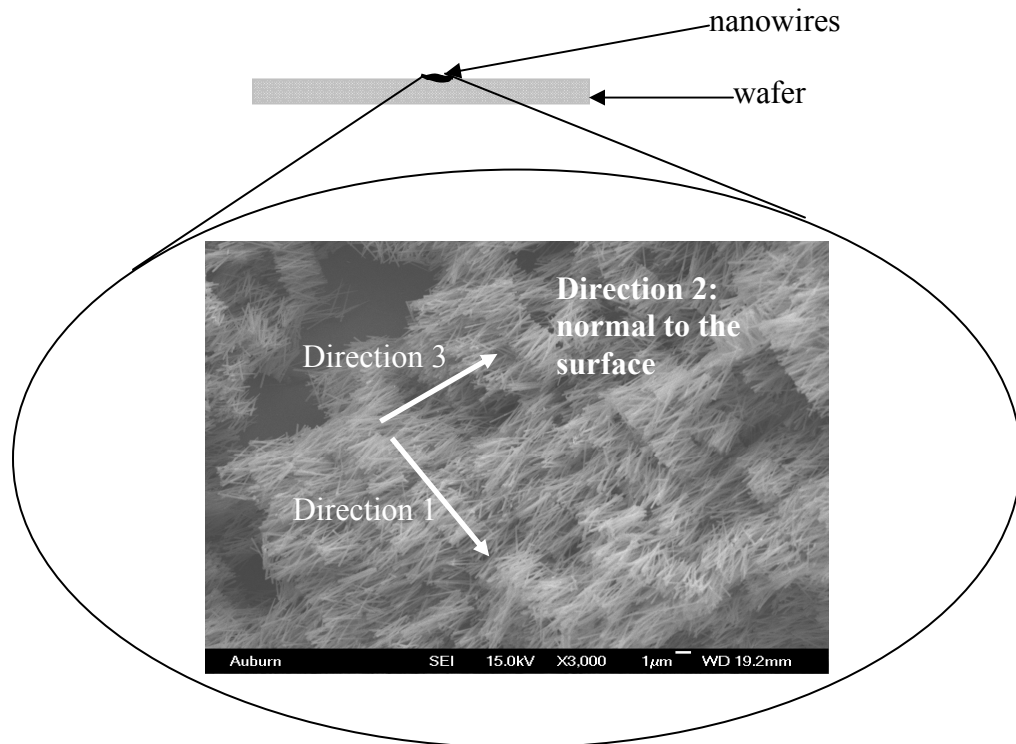 nanowires
wafer
Direction 2:
normal to the
surface
Direction 3
Direction 1
Auburn SEI 15.0kV X3,000 1µm WD 19.2mm